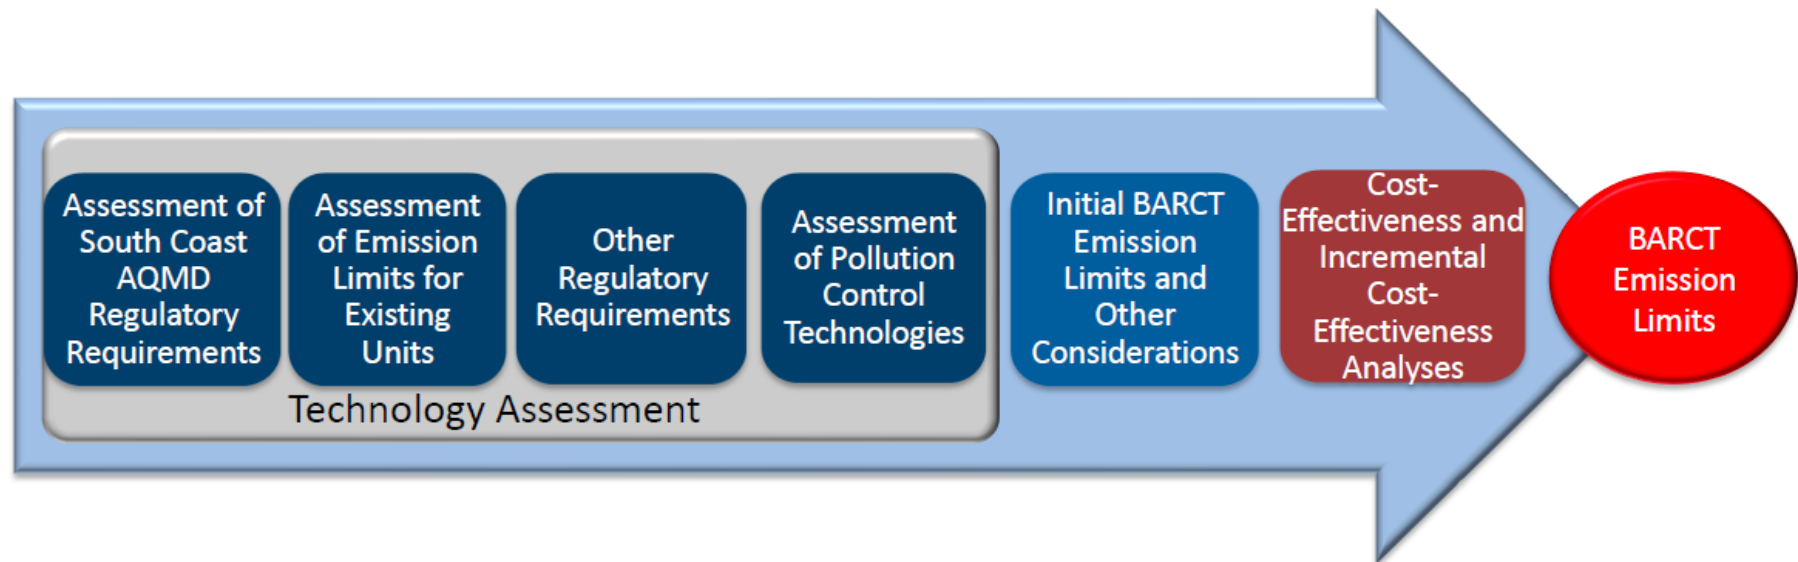 Assessment of
South Coast
AQMD
Regulatory
Requirements
Assessment
of Emission
Limits for
Existing
Units
Other
Regulatory
Requirements
Assessment
of Pollution
Control
Technologies
Technology Assessment
Initial BARCT
Emission
Limits and
Other
Considerations
Cost-
Effectiveness and
Incremental
Cost-
Effectiveness
Analyses
BARCT
Emission
Limits